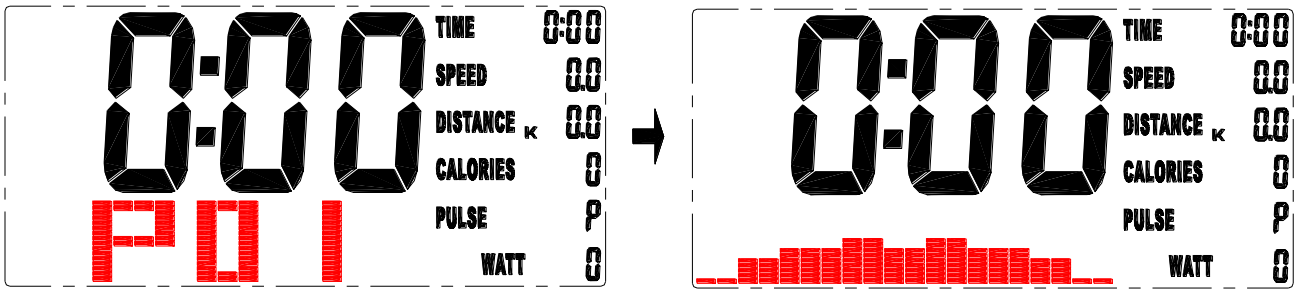 0:00
TIME 0:00
SPEED 0.0
DISTANCE K 0.0
CALORIES 0
PULSE P
WATT 0
P01
0:00
TIME 0:00
SPEED 0.0
DISTANCE K 0.0
CALORIES 0
PULSE P
WATT 0